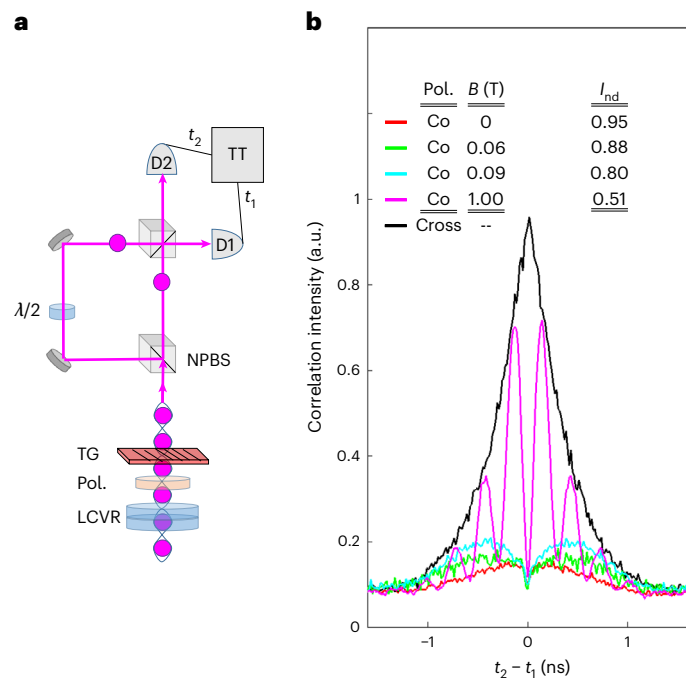 a
t2
D2
TT
t1
D1
λ/2
NPBS
TG
Pol.
LCVR
b
Pol. B (T) Ind
Co 0 0.95
Co 0.06 0.88
Co 0.09 0.80
Co 1.00 0.51
Cross --
Correlation intensity (a.u.)
1
0.8
0.6
0.4
0.2
0
−1 0 1
t2 − t1 (ns)